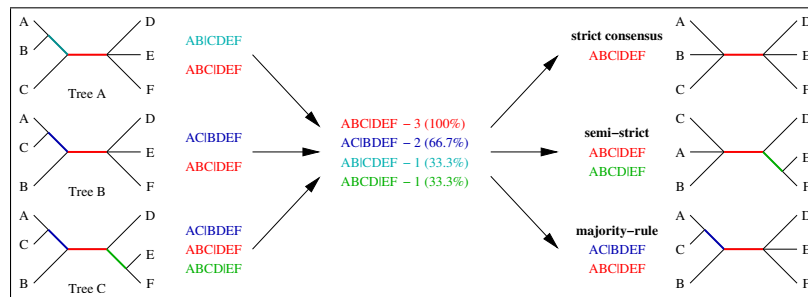 A
B
C
D
E
F
Tree A
AB|CDEF
ABC|DEF
A
C
B
D
E
F
Tree B
AC|BDEF
ABC|DEF
A
C
B
D
E
F
Tree C
AC|BDEF
ABC|DEF
ABCD|EF
ABC|DEF − 3 (100%)
AC|BDEF − 2 (66.7%)
AB|CDEF − 1 (33.3%)
ABCD|EF − 1 (33.3%)
strict consensus
ABC|DEF
A
B
C
D
semi−strict
ABC|DEF
ABCD|EF
C
A
B
D
majority−rule
AC|BDEF
ABC|DEF
A
C
B
D